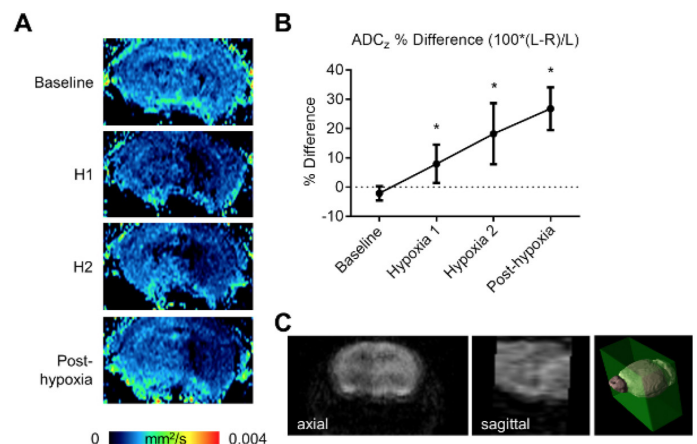 A
Baseline
H1
H2
Post-
hypoxia
0 mm²/s 0.004
B
ADCz % Difference (100*(L-R)/L)
% Difference
40
30
20
10
0
-10
* * *
Baseline
Hypoxia 1
Hypoxia 2
Post-hypoxia
C
axial
sagittal